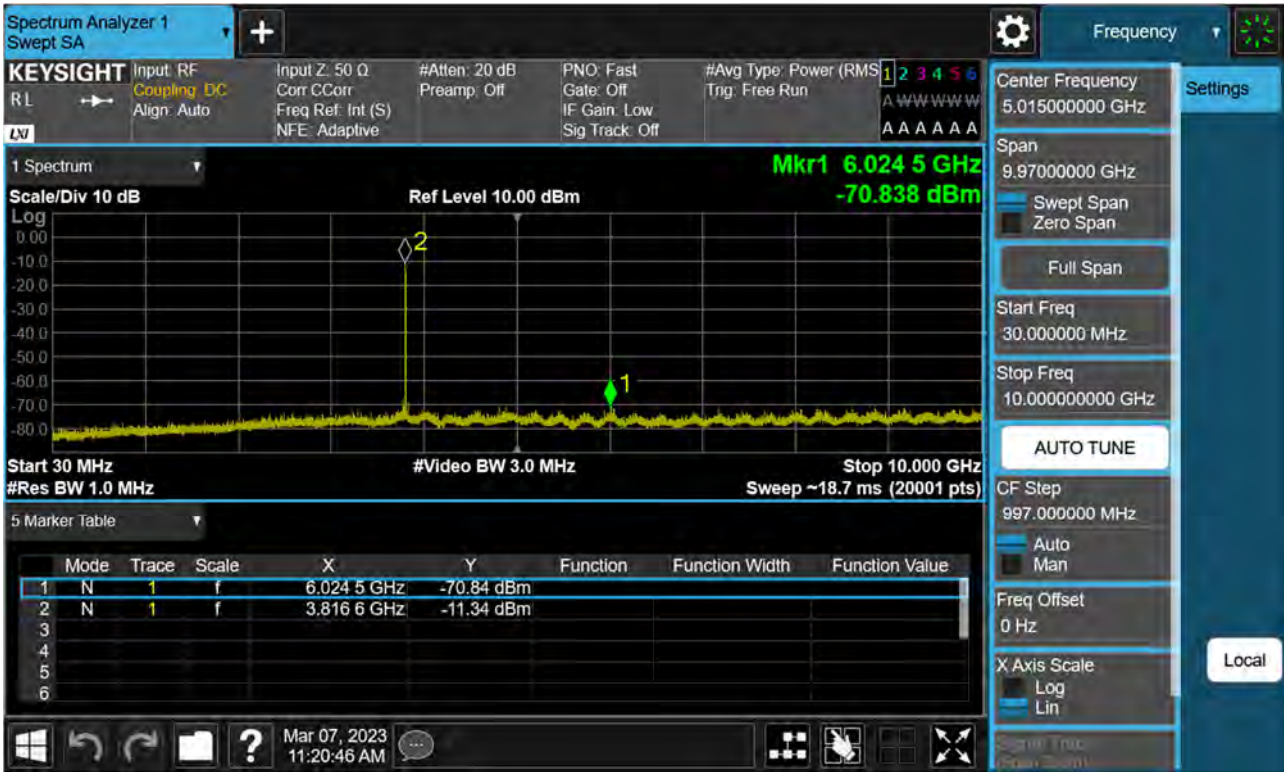 Spectrum Analyzer 1
Swept SA
Frequency
KEYSIGHT
RL
LXI
Input: RF
Coupling: DC
Align: Auto
Input Z: 50 Ω
Corr CCorr
Freq Ref: Int (S)
NFE: Adaptive
#Atten: 20 dB
Preamp: Off
PNO: Fast
Gate: Off
IF Gain: Low
Sig Track: Off
#Avg Type: Power (RMS
Trig: Free Run
1 2 3 4 5 6
A W W W W W
A A A A A A
1 Spectrum
Mkr1 6.024 5 GHz
-70.838 dBm
Scale/Div 10 dB
Ref Level 10.00 dBm
Log
0.00
-10.0
-20.0
-30.0
-40.0
-50.0
-60.0
-70.0
-80.0
2
1
Start 30 MHz
#Video BW 3.0 MHz
Stop 10.000 GHz
#Res BW 1.0 MHz
Sweep ~18.7 ms (20001 pts)
5 Marker Table
Mode Trace Scale X Y Function Function Width Function Value
1 N 1 f 6.024 5 GHz -70.84 dBm
2 N 1 f 3.816 6 GHz -11.34 dBm
3
4
5
6
Mar 07, 2023
11:20:46 AM
Center Frequency
5.015000000 GHz
Settings
Span
9.97000000 GHz
Swept Span
Zero Span
Full Span
Start Freq
30.000000 MHz
Stop Freq
10.000000000 GHz
AUTO TUNE
CF Step
997.000000 MHz
Auto
Man
Freq Offset
0 Hz
X Axis Scale
Log
Lin
Local